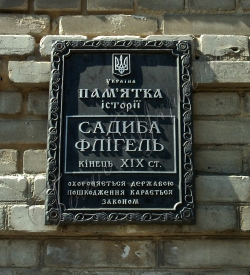 УКРАЇНА
ПАМ'ЯТКА
ІСТОРІЇ
САДИБА
ФЛІГЕЛЬ
КІНЕЦЬ XIX СТ.
ОХОРОНЯЄТЬСЯ ДЕРЖАВОЮ
ПОШКОДЖЕННЯ КАРАЄТЬСЯ
ЗАКОНОМ